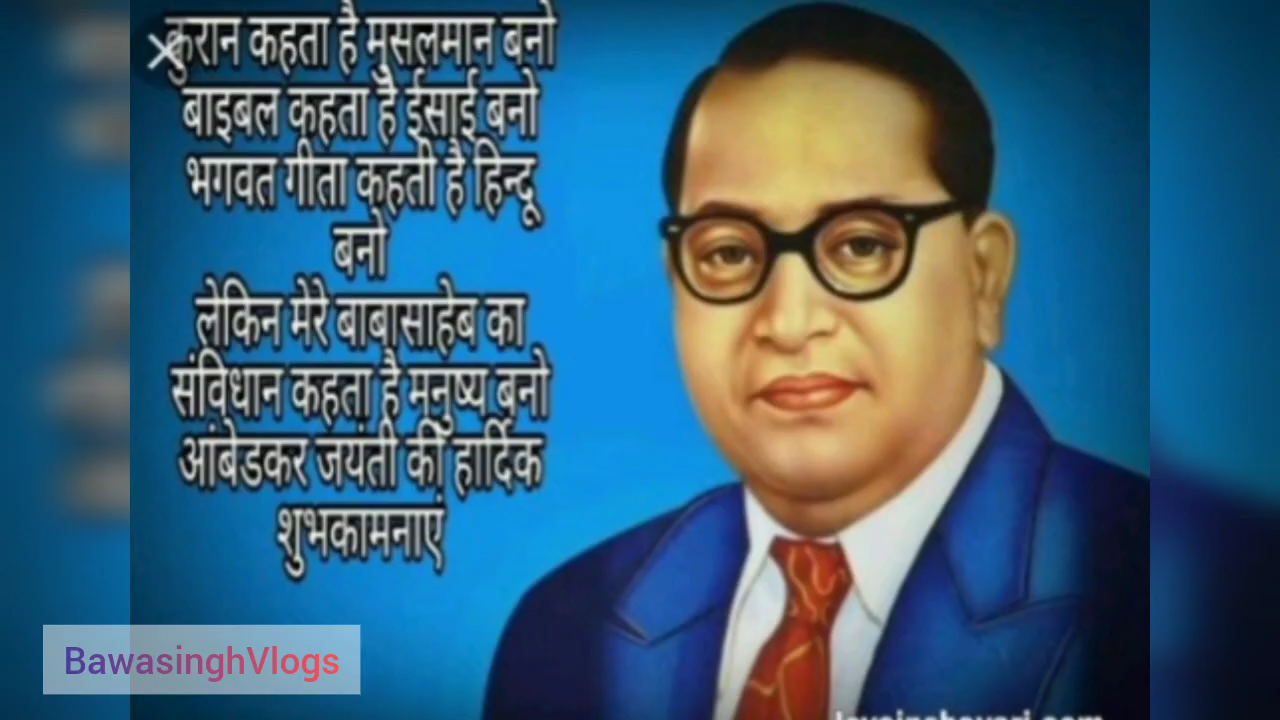 कुरान कहता है मुसलमान बनो
बाइबल कहता है ईसाई बनो
भगवत गीता कहती है हिन्दू
बनो
लेकिन मेरे बाबासाहेब का
संविधान कहता है मनुष्य बनो
आंबेडकर जयंती की हार्दिक
शुभकामनाएं
BawasinghVlogs